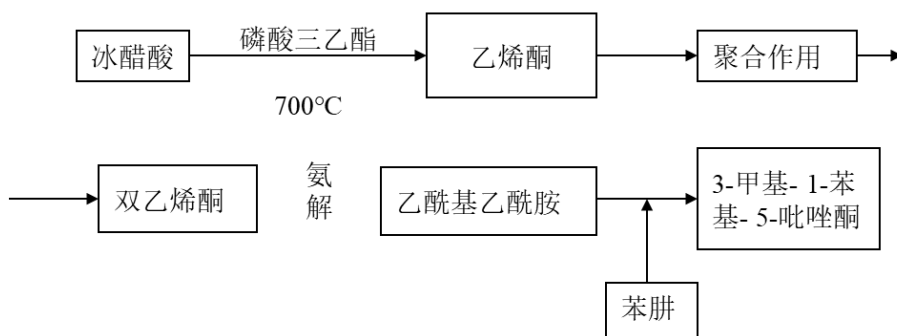 冰醋酸
磷酸三乙酯
700℃
乙烯酮
聚合作用
双乙烯酮
氨
解
乙酰基乙酰胺
3-甲基- 1-苯
基- 5-吡唑酮
苯肼